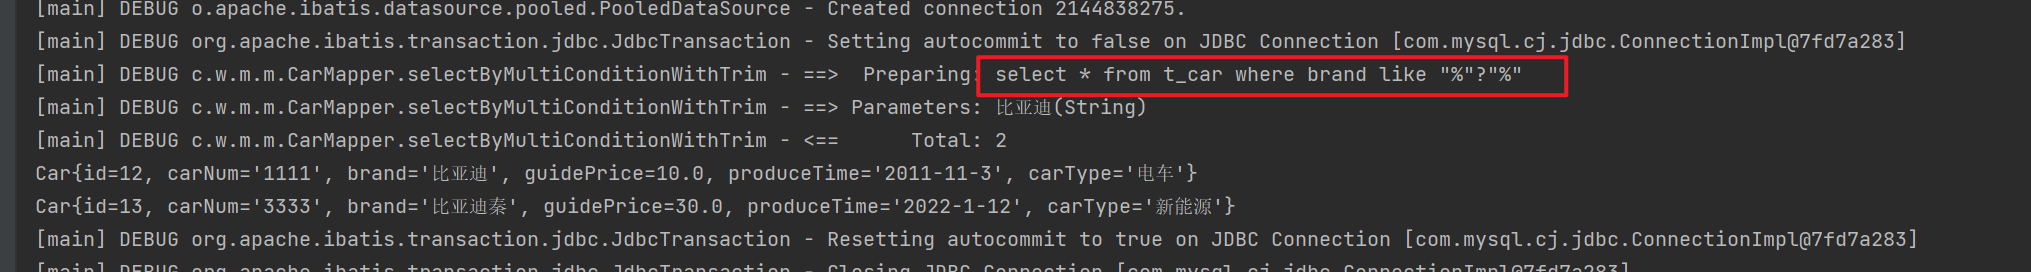 [main] DEBUG o.apache.ibatis.datasource.pooled.PooledDataSource - Created connection 2144838275.
[main] DEBUG org.apache.ibatis.transaction.jdbc.JdbcTransaction - Setting autocommit to false on JDBC Connection [com.mysql.cj.jdbc.ConnectionImpl@7fd7a283]
[main] DEBUG c.w.m.m.CarMapper.selectByMultiConditionWithTrim - ==>  Preparing: select * from t_car where brand like "%"?"%"
[main] DEBUG c.w.m.m.CarMapper.selectByMultiConditionWithTrim - ==> Parameters: 比亚迪(String)
[main] DEBUG c.w.m.m.CarMapper.selectByMultiConditionWithTrim - <==      Total: 2
Car{id=12, carNum='1111', brand='比亚迪', guidePrice=10.0, produceTime='2011-11-3', carType='电车'}
Car{id=13, carNum='3333', brand='比亚迪秦', guidePrice=30.0, produceTime='2022-1-12', carType='新能源'}
[main] DEBUG org.apache.ibatis.transaction.jdbc.JdbcTransaction - Resetting autocommit to true on JDBC Connection [com.mysql.cj.jdbc.ConnectionImpl@7fd7a283]
[main] DEBUG org.apache.ibatis.transaction.jdbc.JdbcTransaction - Closing JDBC Connection [com.mysql.cj.jdbc.ConnectionImpl@7fd7a283]